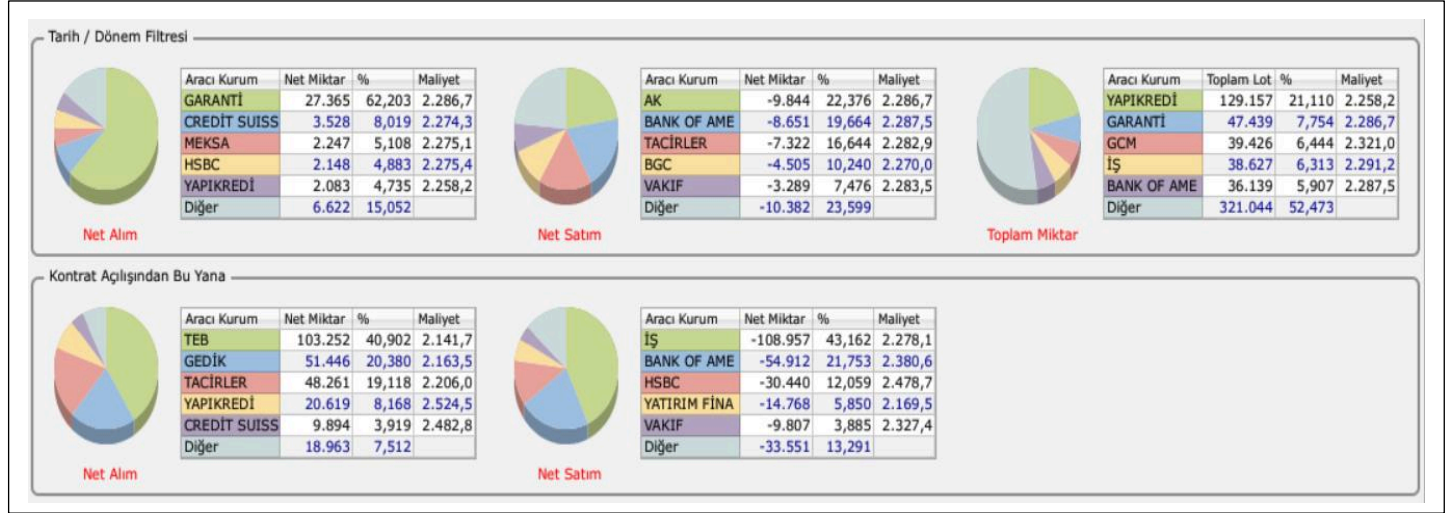 Tarih / Dönem Filtresi
Aracı Kurum Net Miktar % Maliyet
GARANTİ 27.365 62,203 2.286,7
CREDİT SUISS 3.528 8,019 2.274,3
MEKSA 2.247 5,108 2.275,1
HSBC 2.148 4,883 2.275,4
YAPIKREDİ 2.083 4,735 2.258,2
Diğer 6.622 15,052
Net Alım
Aracı Kurum Net Miktar % Maliyet
AK -9.844 22,376 2.286,7
BANK OF AME -8.651 19,664 2.287,5
TACİRLER -7.322 16,644 2.282,9
BGC -4.505 10,240 2.270,0
VAKIF -3.289 7,476 2.283,5
Diğer -10.382 23,599
Net Satım
Aracı Kurum Toplam Lot % Maliyet
YAPIKREDİ 129.157 21,110 2.258,2
GARANTİ 47.439 7,754 2.286,7
GCM 39.426 6,444 2.321,0
İŞ 38.627 6,313 2.291,2
BANK OF AME 36.139 5,907 2.287,5
Diğer 321.044 52,473
Toplam Miktar
Kontrat Açılışından Bu Yana
Aracı Kurum Net Miktar % Maliyet
TEB 103.252 40,902 2.141,7
GEDİK 51.446 20,380 2.163,5
TACİRLER 48.261 19,118 2.206,0
YAPIKREDİ 20.619 8,168 2.524,5
CREDİT SUISS 9.894 3,919 2.482,8
Diğer 18.963 7,512
Net Alım
Aracı Kurum Net Miktar % Maliyet
İŞ -108.957 43,162 2.278,1
BANK OF AME -54.912 21,753 2.380,6
HSBC -30.440 12,059 2.478,7
YATIRIM FİNA -14.768 5,850 2.169,5
VAKIF -9.807 3,885 2.327,4
Diğer -33.551 13,291
Net Satım